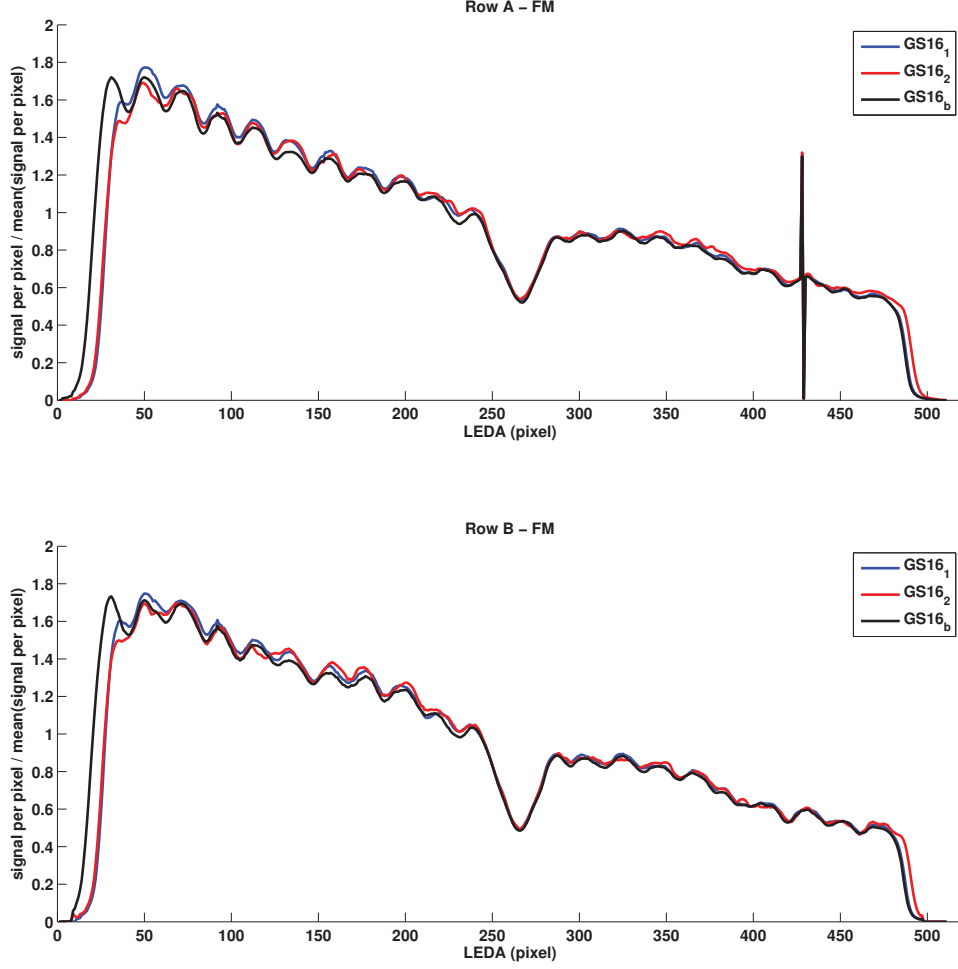 Row A − FM
signal per pixel / mean(signal per pixel)
2
1.8
1.6
1.4
1.2
1
0.8
0.6
0.4
0.2
0
0 50 100 150 200 250 300 350 400 450 500
LEDA (pixel)
GS16₁
GS16₂
GS16_b
Row B − FM
signal per pixel / mean(signal per pixel)
2
1.8
1.6
1.4
1.2
1
0.8
0.6
0.4
0.2
0
0 50 100 150 200 250 300 350 400 450 500
LEDA (pixel)
GS16₁
GS16₂
GS16_b